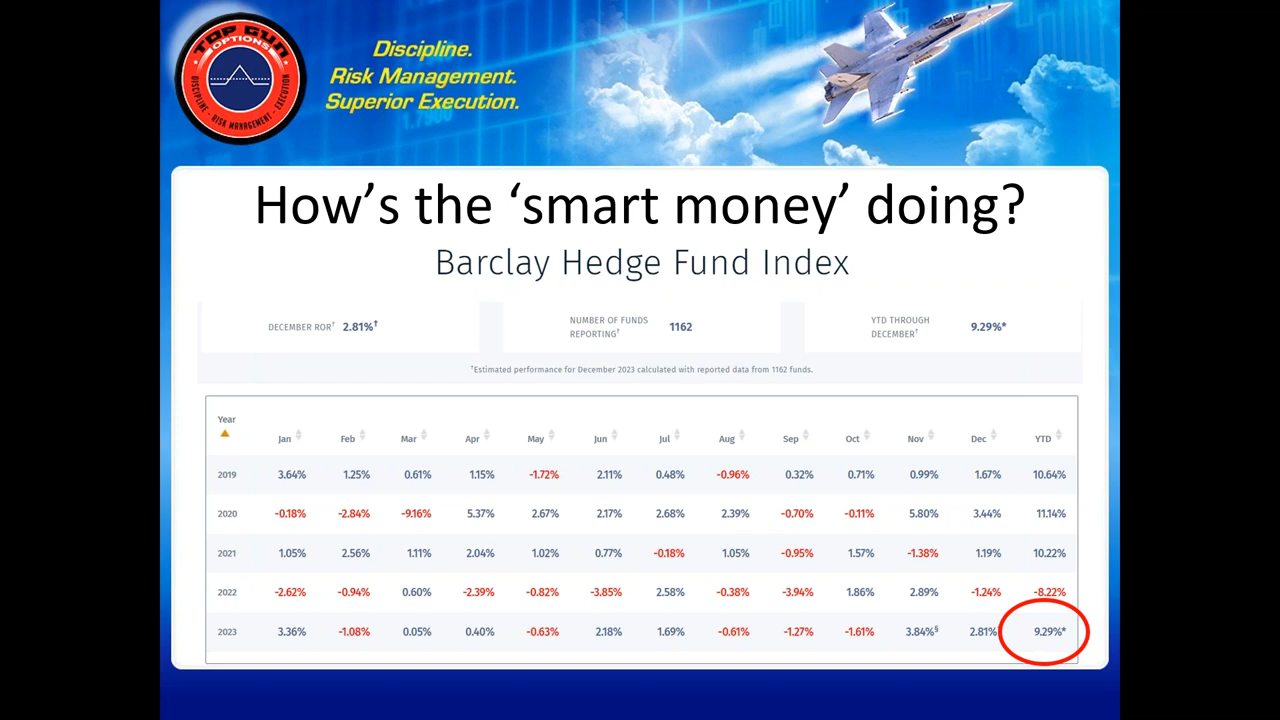 TOP GUN
OPTIONS
DISCIPLINE - RISK MANAGEMENT - EXECUTION
Discipline.
Risk Management.
Superior Execution.
How's the ‘smart money’ doing?
Barclay Hedge Fund Index
DECEMBER ROR† 2.81%†
NUMBER OF FUNDS REPORTING† 1162
YTD THROUGH DECEMBER† 9.29%*
†Estimated performance for December 2023 calculated with reported data from 1162 funds.
Year Jan Feb Mar Apr May Jun Jul Aug Sep Oct Nov Dec YTD
2019 3.64% 1.25% 0.61% 1.15% -1.72% 2.11% 0.48% -0.96% 0.32% 0.71% 0.99% 1.67% 10.64%
2020 -0.18% -2.84% -9.16% 5.37% 2.67% 2.17% 2.68% 2.39% -0.70% -0.11% 5.80% 3.44% 11.14%
2021 1.05% 2.56% 1.11% 2.04% 1.02% 0.77% -0.18% 1.05% -0.95% 1.57% -1.38% 1.19% 10.22%
2022 -2.62% -0.94% 0.60% -2.39% -0.82% -3.85% 2.58% -0.38% -3.94% 1.86% 2.89% -1.24% -8.22%
2023 3.36% -1.08% 0.05% 0.40% -0.63% 2.18% 1.69% -0.61% -1.27% -1.61% 3.84%§ 2.81% 9.29%*